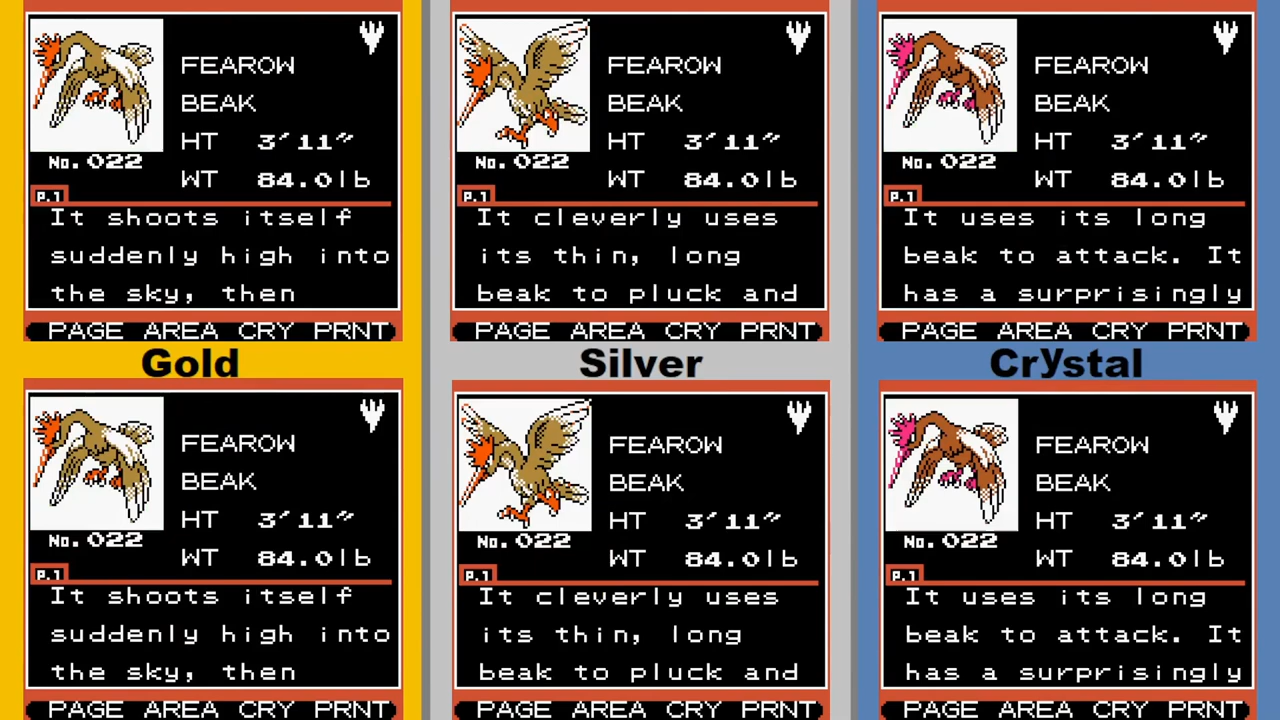 FEAROW
BEAK
HT 3′11″
No. 022
WT 84.0lb
P.1
It shoots itself
suddenly high into
the sky, then
PAGE AREA CRY PRNT
FEAROW
BEAK
HT 3′11″
No. 022
WT 84.0lb
P.1
It cleverly uses
its thin, long
beak to pluck and
PAGE AREA CRY PRNT
FEAROW
BEAK
HT 3′11″
No. 022
WT 84.0lb
P.1
It uses its long
beak to attack. It
has a surprisingly
PAGE AREA CRY PRNT
Gold
Silver
Crystal
FEAROW
BEAK
HT 3′11″
No. 022
WT 84.0lb
P.1
It shoots itself
suddenly high into
the sky, then
PAGE AREA CRY PRNT
FEAROW
BEAK
HT 3′11″
No. 022
WT 84.0lb
P.1
It cleverly uses
its thin, long
beak to pluck and
PAGE AREA CRY PRNT
FEAROW
BEAK
HT 3′11″
No. 022
WT 84.0lb
P.1
It uses its long
beak to attack. It
has a surprisingly
PAGE AREA CRY PRNT